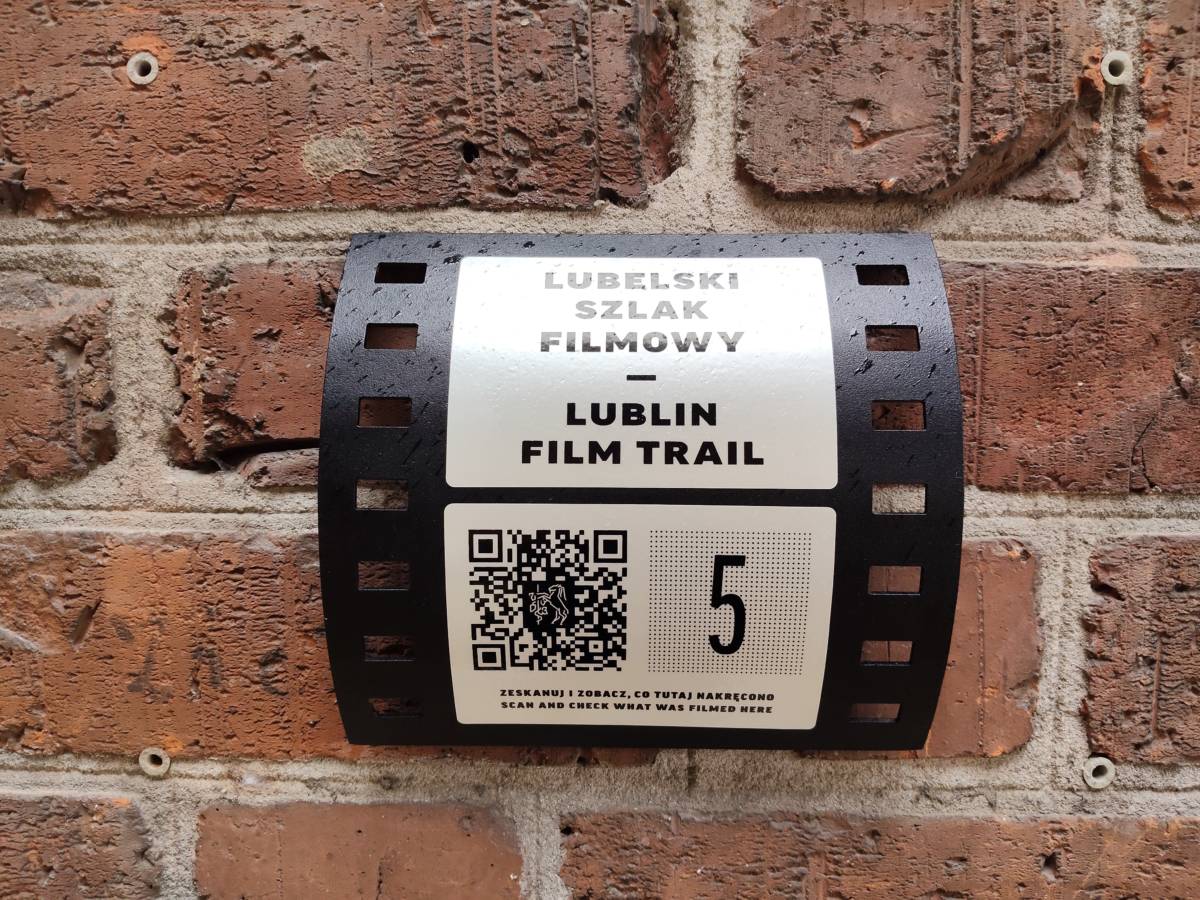 LUBELSKI
SZLAK
FILMOWY
–
LUBLIN
FILM TRAIL
5
ZESKANUJ I ZOBACZ, CO TUTAJ NAKRĘCONO
SCAN AND CHECK WHAT WAS FILMED HERE